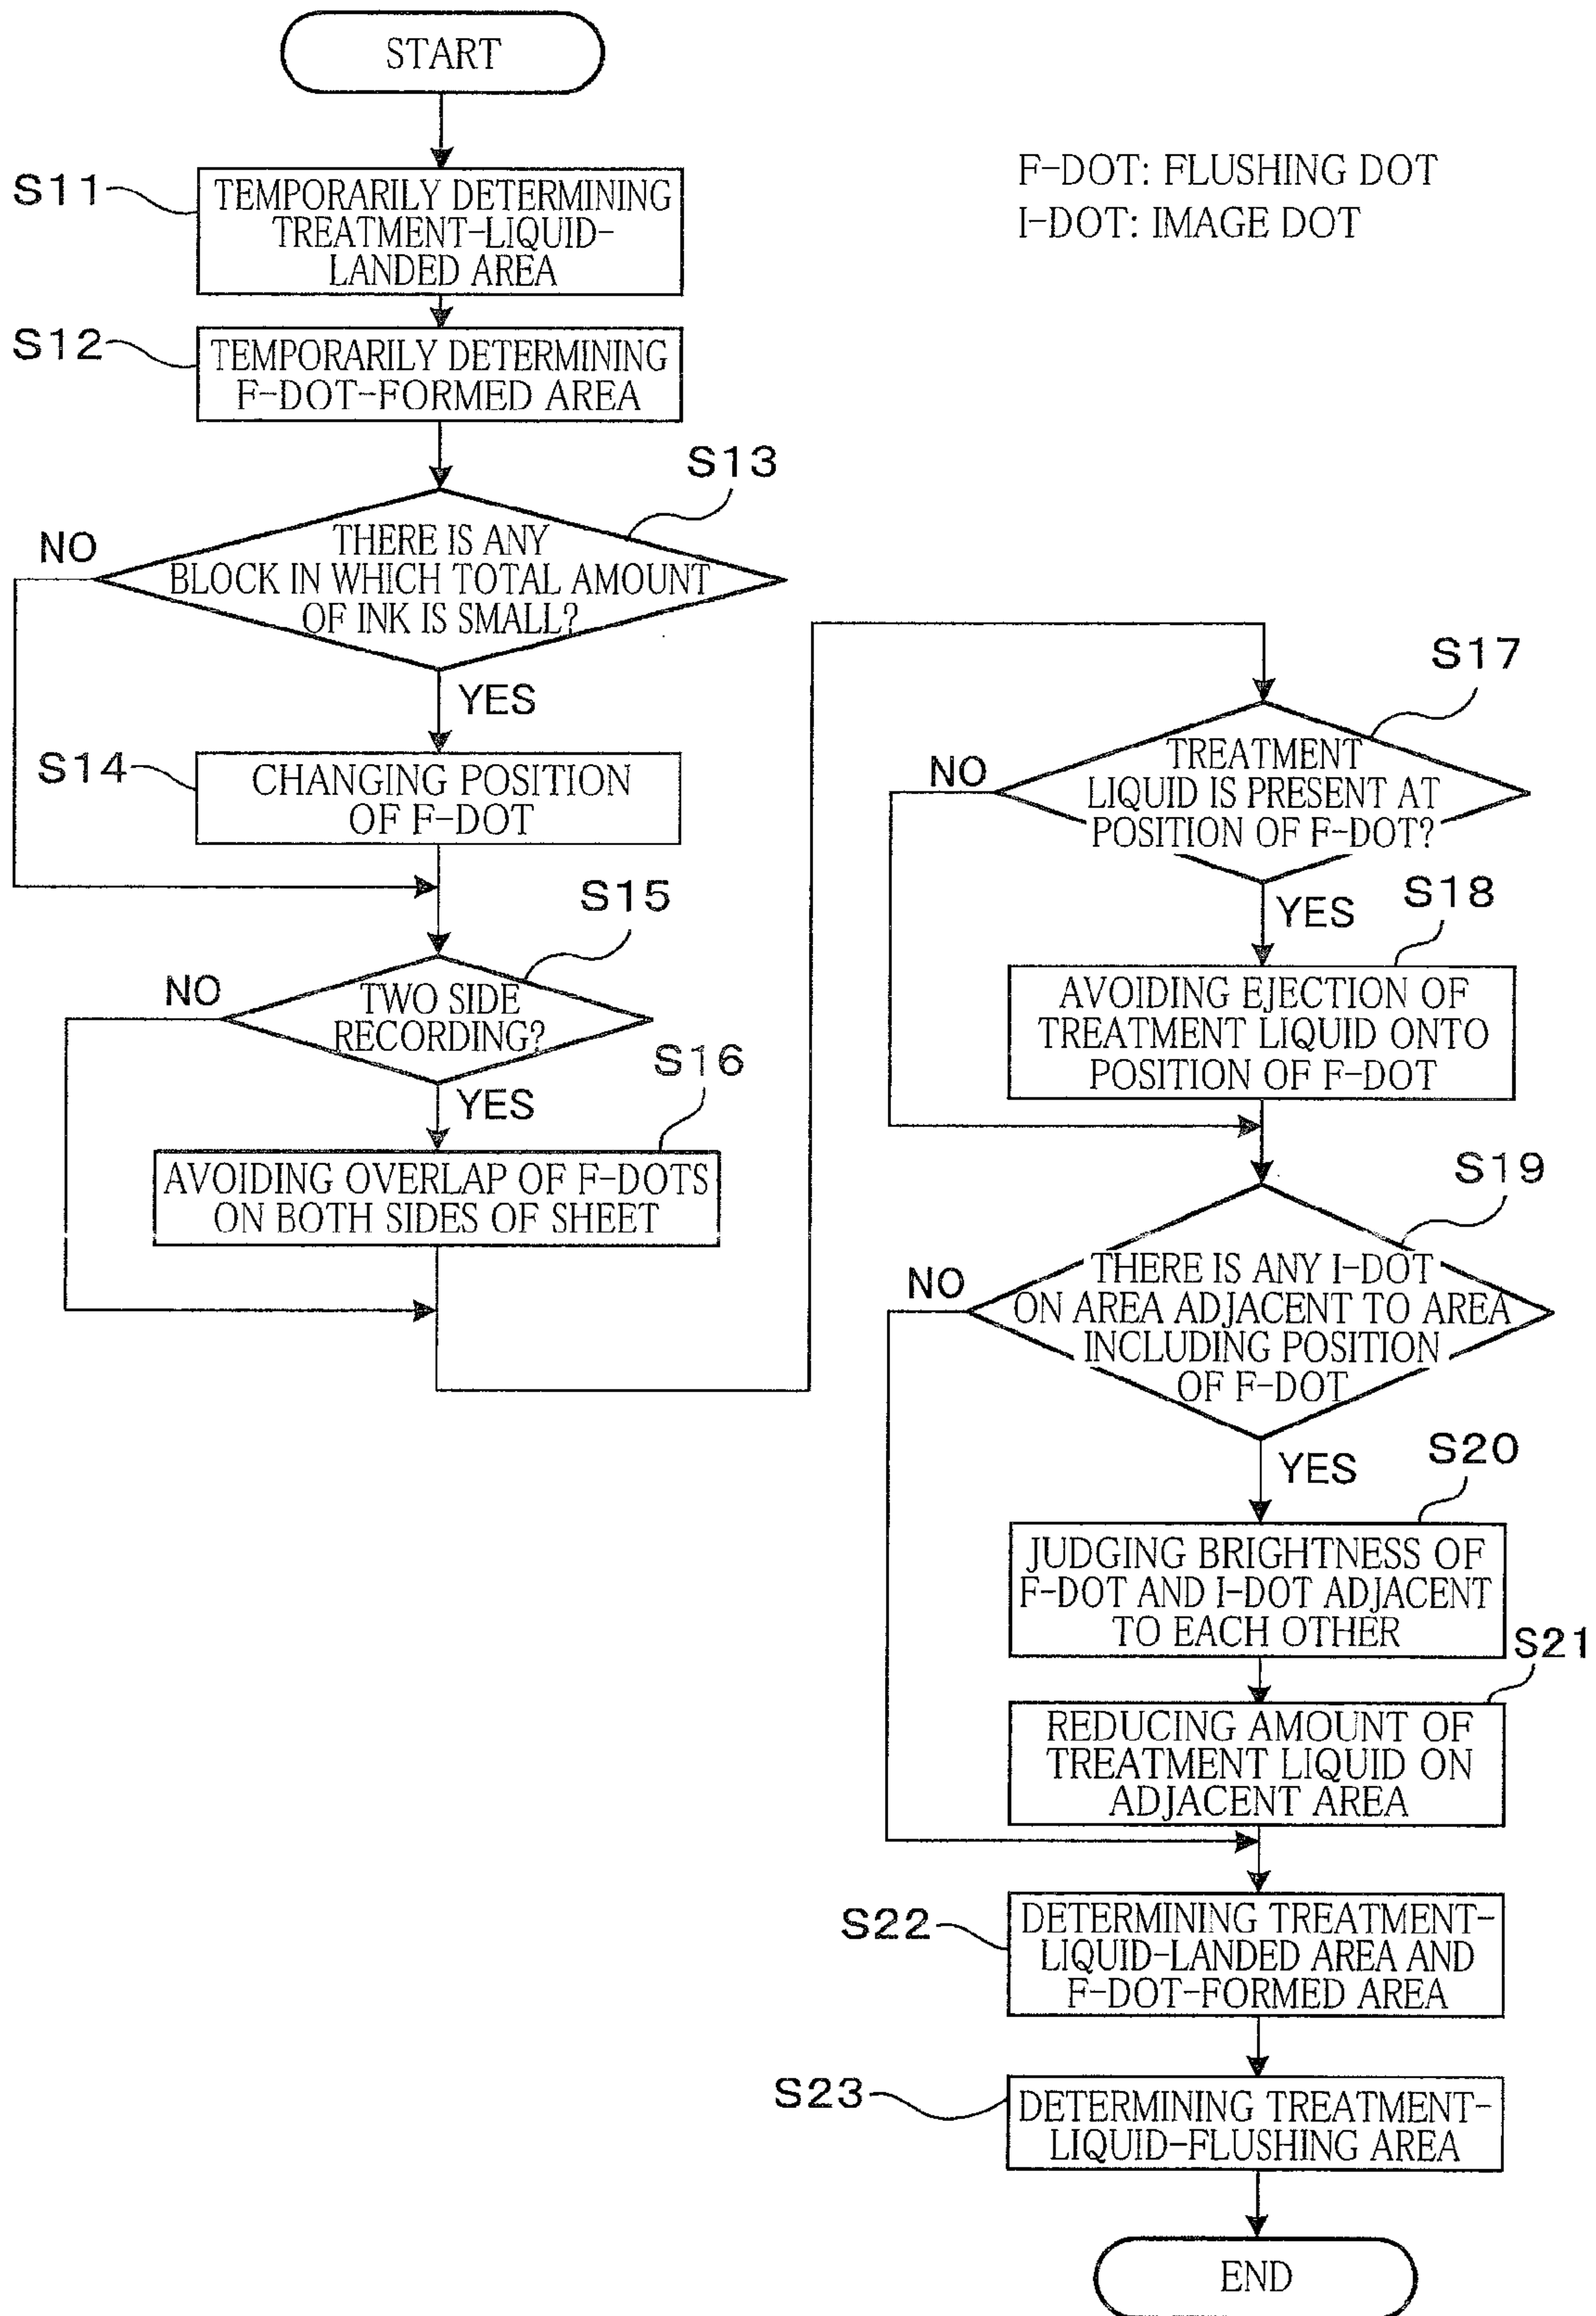 START
F-DOT: FLUSHING DOT
I-DOT: IMAGE DOT
S11
TEMPORARILY DETERMINING
TREATMENT-LIQUID-
LANDED AREA
S12
TEMPORARILY DETERMINING
F-DOT-FORMED AREA
S13
NO
THERE IS ANY
BLOCK IN WHICH TOTAL AMOUNT
OF INK IS SMALL?
YES
S14
CHANGING POSITION
OF F-DOT
S15
NO
TWO SIDE
RECORDING?
YES
S16
AVOIDING OVERLAP OF F-DOTS
ON BOTH SIDES OF SHEET
S17
NO
TREATMENT
LIQUID IS PRESENT AT
POSITION OF F-DOT?
YES
S18
AVOIDING EJECTION OF
TREATMENT LIQUID ONTO
POSITION OF F-DOT
S19
NO
THERE IS ANY I-DOT
ON AREA ADJACENT TO AREA
INCLUDING POSITION
OF F-DOT
YES
S20
JUDGING BRIGHTNESS OF
F-DOT AND I-DOT ADJACENT
TO EACH OTHER
S21
REDUCING AMOUNT OF
TREATMENT LIQUID ON
ADJACENT AREA
S22
DETERMINING TREATMENT-
LIQUID-LANDED AREA AND
F-DOT-FORMED AREA
S23
DETERMINING TREATMENT-
LIQUID-FLUSHING AREA
END